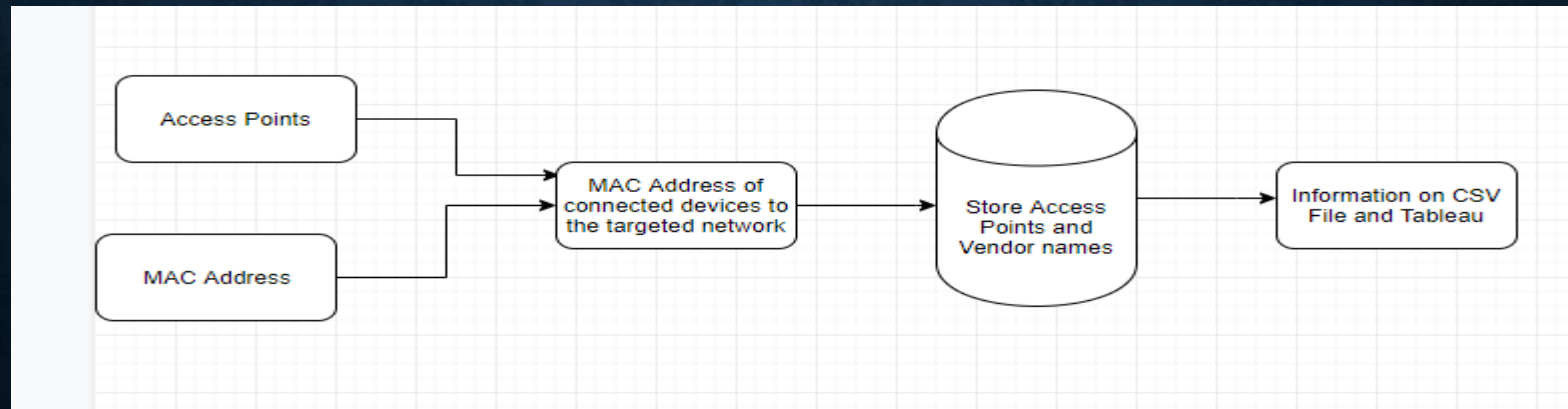 Access Points
MAC Address
MAC Address of
connected devices to
the targeted network
Store Access
Points and
Vendor names
Information on CSV
File and Tableau